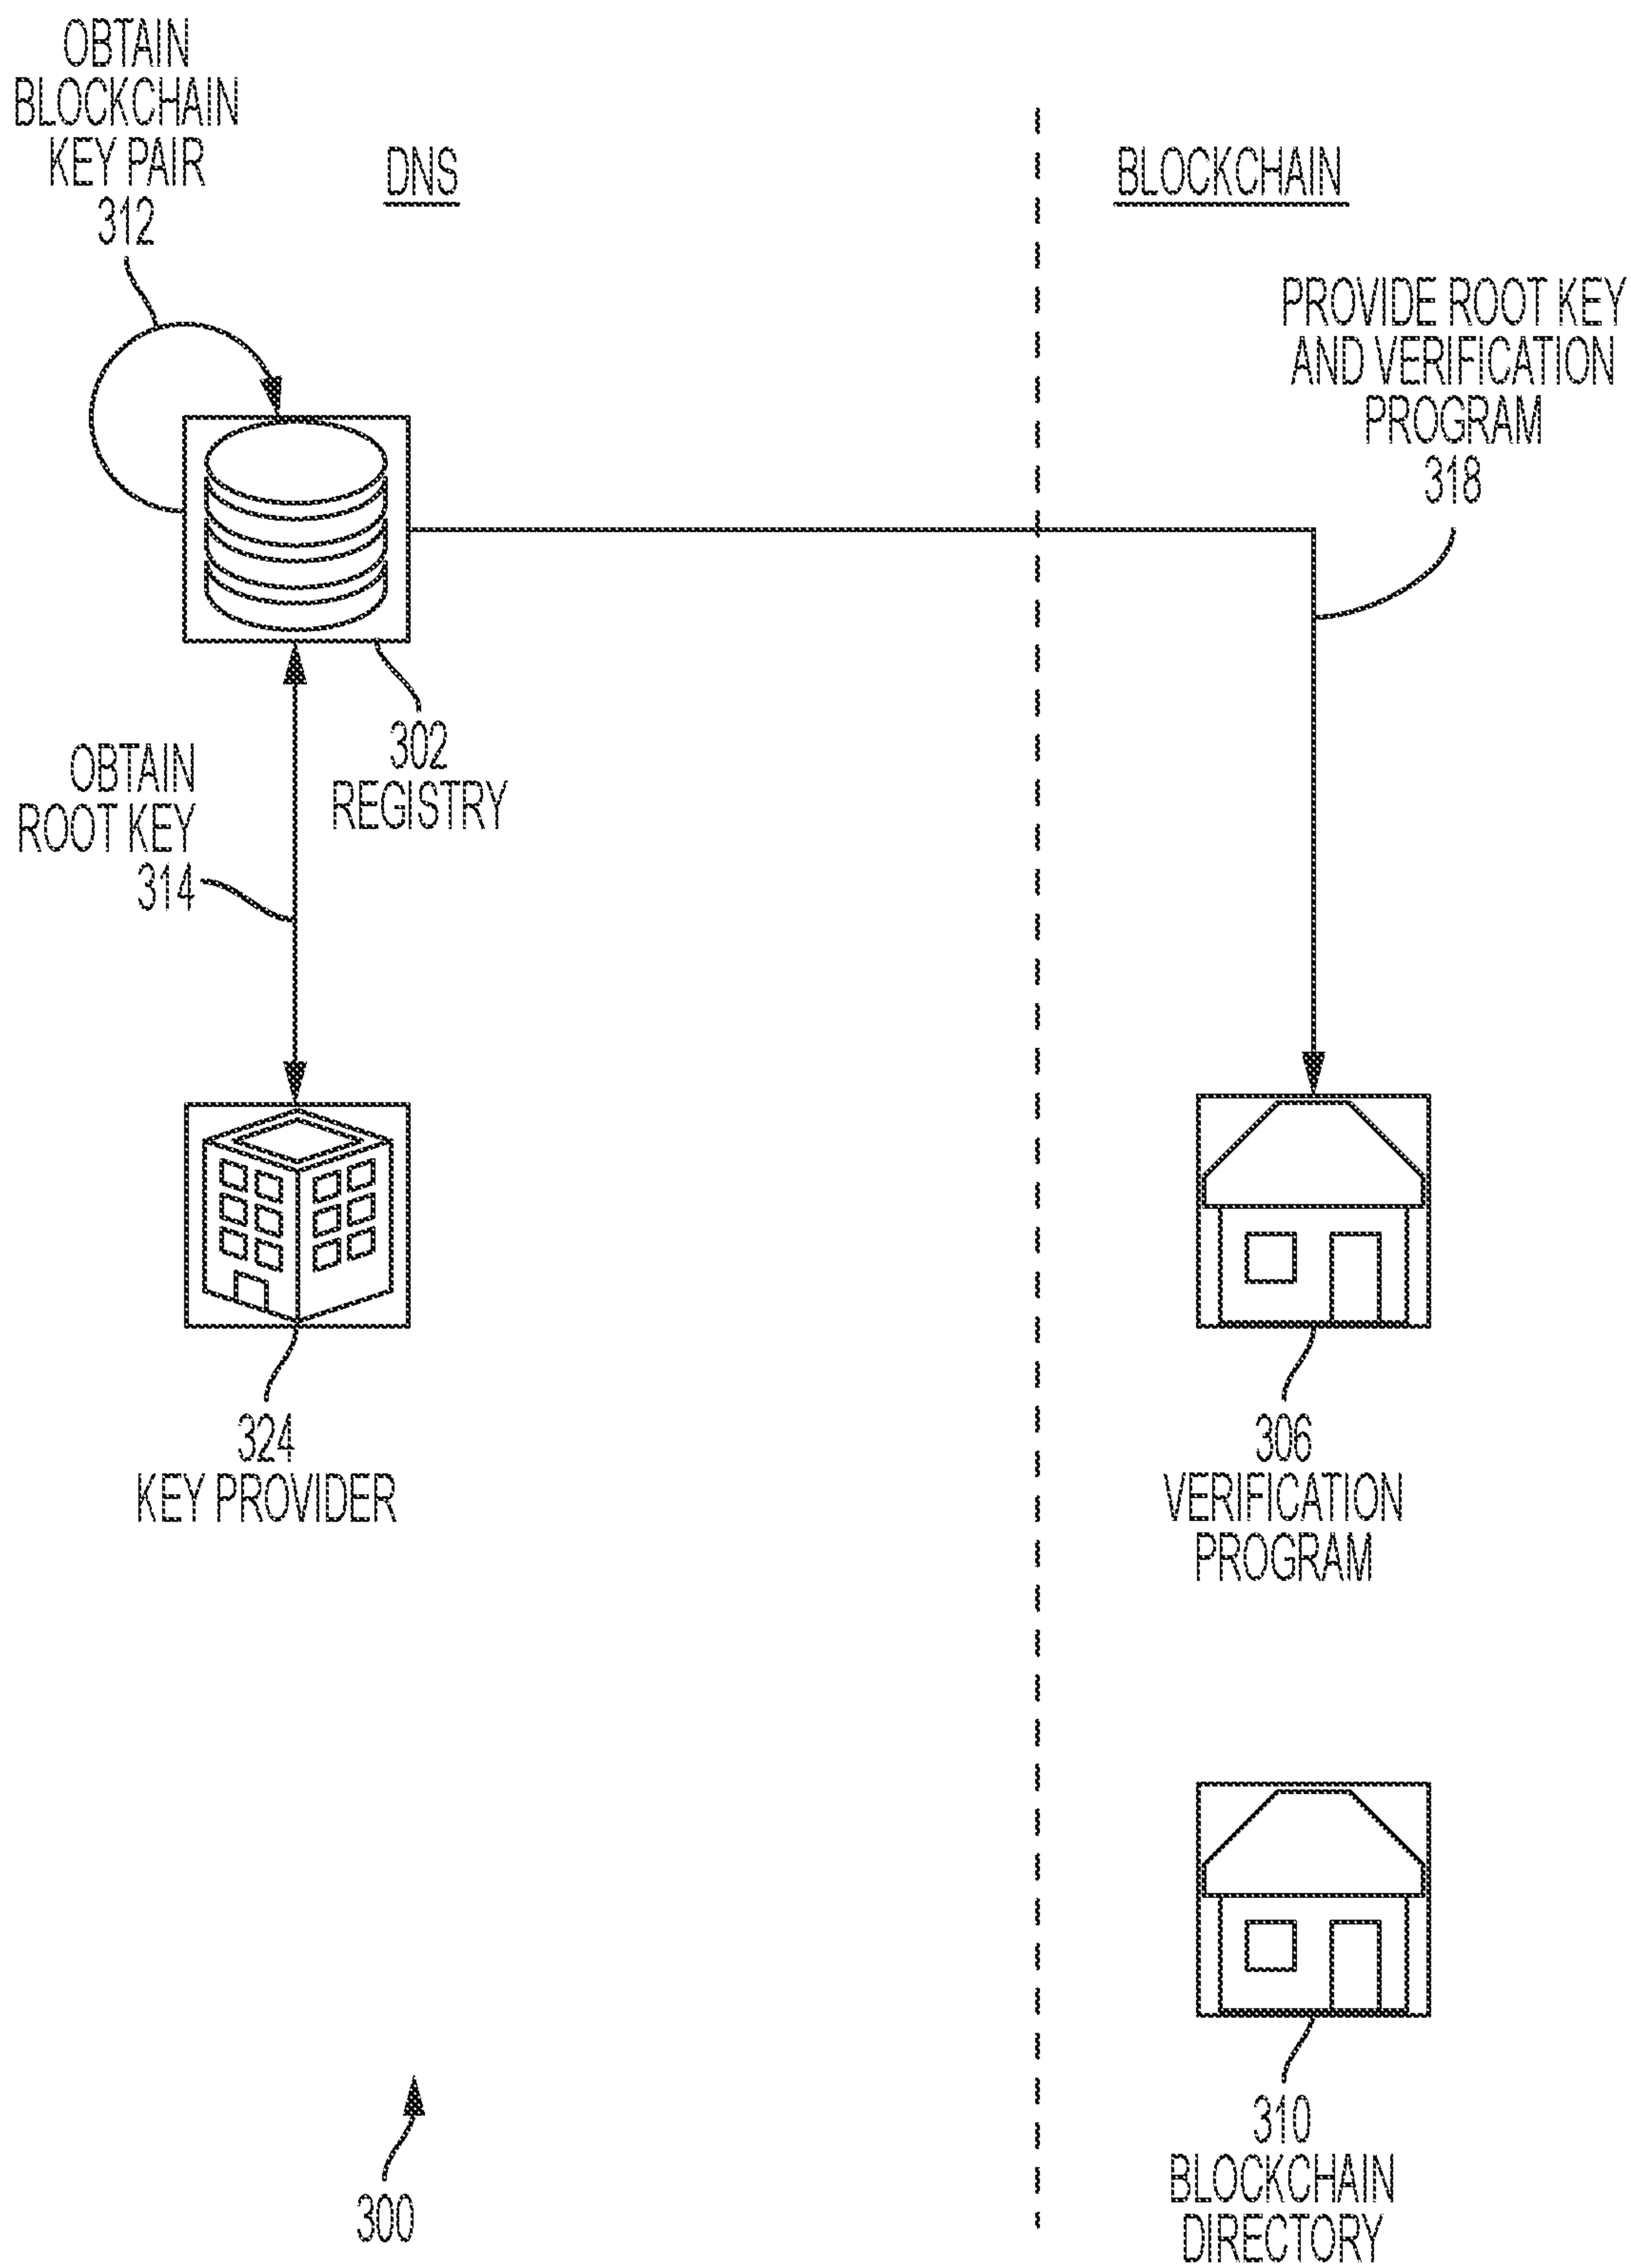 OBTAIN
BLOCKCHAIN
KEY PAIR
312
DNS
BLOCKCHAIN
PROVIDE ROOT KEY
AND VERIFICATION
PROGRAM
318
302
REGISTRY
OBTAIN
ROOT KEY
314
324
KEY PROVIDER
306
VERIFICATION
PROGRAM
310
BLOCKCHAIN
DIRECTORY
300